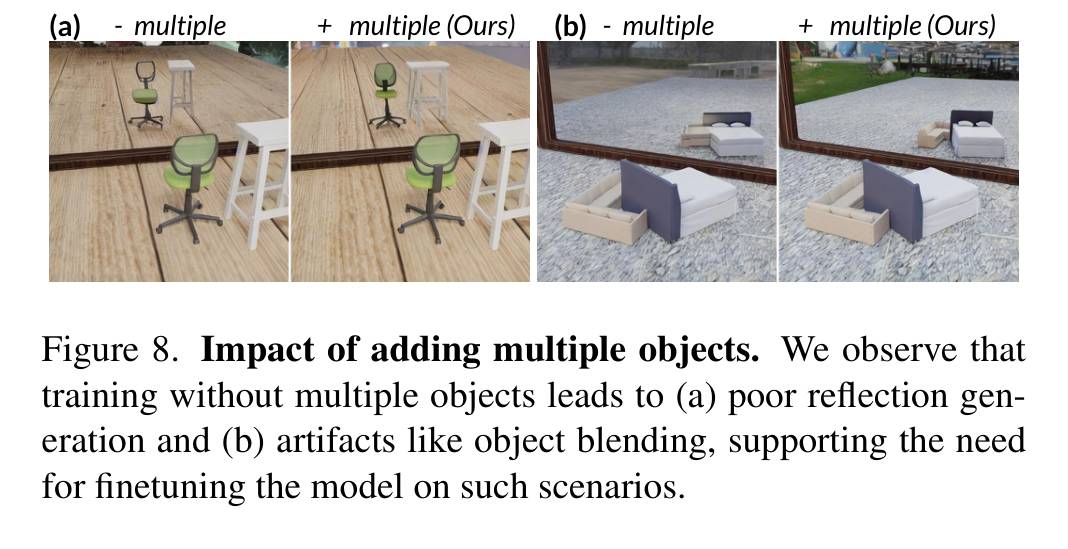 (a) - multiple + multiple (Ours) (b) - multiple + multiple (Ours)
Figure 8. Impact of adding multiple objects. We observe that
training without multiple objects leads to (a) poor reflection gen-
eration and (b) artifacts like object blending, supporting the need
for finetuning the model on such scenarios.